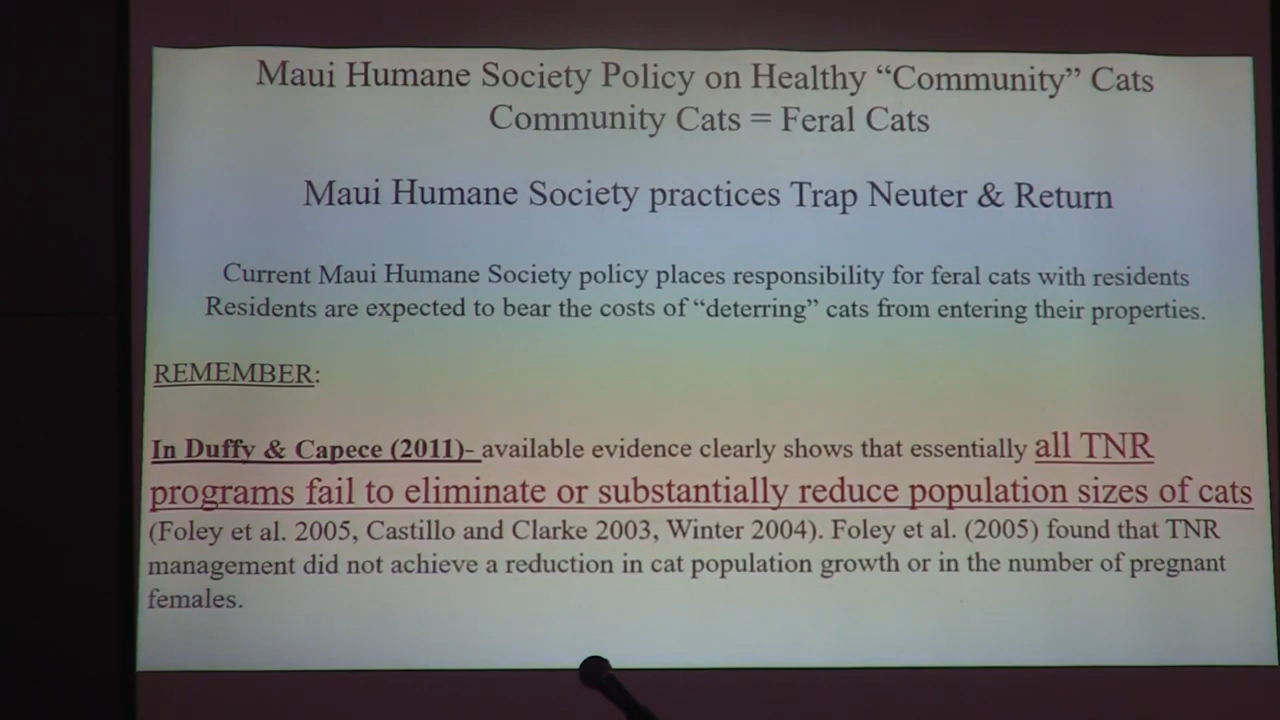 Maui Humane Society Policy on Healthy “Community” Cats
Community Cats = Feral Cats
Maui Humane Society practices Trap Neuter & Return
Current Maui Humane Society policy places responsibility for feral cats with residents
Residents are expected to bear the costs of “deterring” cats from entering their properties.
REMEMBER:
In Duffy & Capece (2011)- available evidence clearly shows that essentially all TNR
programs fail to eliminate or substantially reduce population sizes of cats
(Foley et al. 2005, Castillo and Clarke 2003, Winter 2004). Foley et al. (2005) found that TNR
management did not achieve a reduction in cat population growth or in the number of pregnant
females.